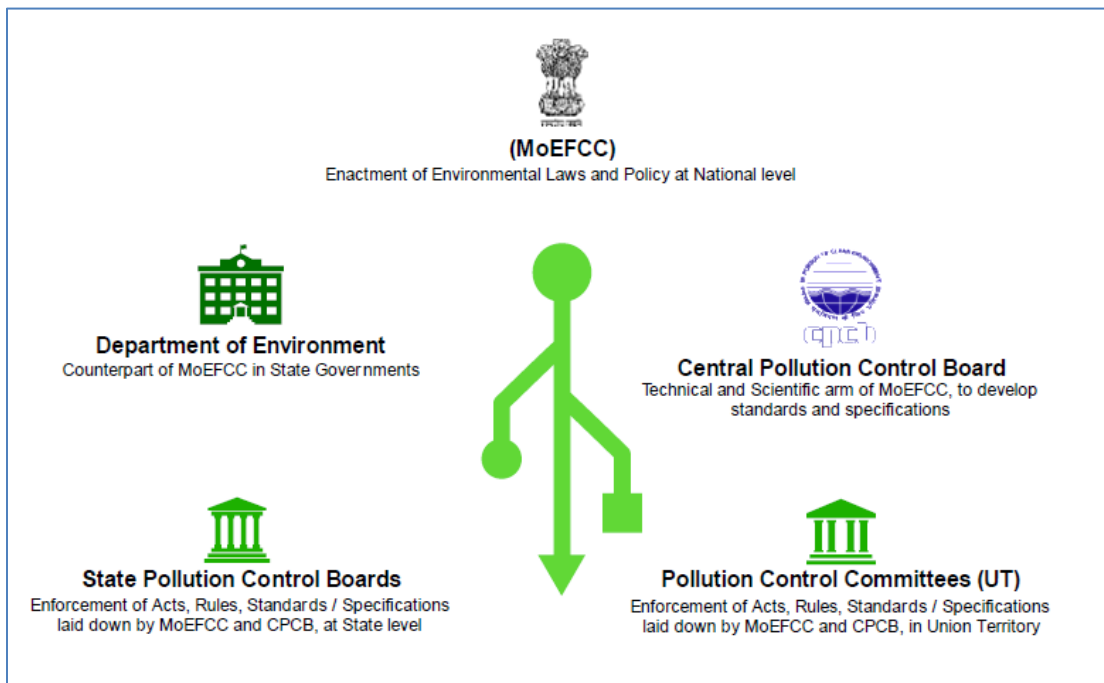 (MoEFCC)
Enactment of Environmental Laws and Policy at National level
Department of Environment
Counterpart of MoEFCC in State Governments
cpcb
Central Pollution Control Board
Technical and Scientific arm of MoEFCC, to develop
standards and specifications
State Pollution Control Boards
Enforcement of Acts, Rules, Standards / Specifications
laid down by MoEFCC and CPCB, at State level
Pollution Control Committees (UT)
Enforcement of Acts, Rules, Standards / Specifications
laid down by MoEFCC and CPCB, in Union Territory